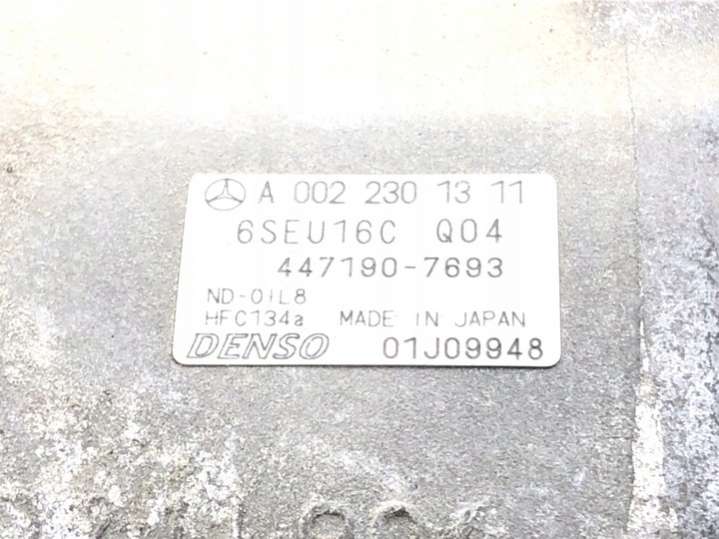 A 002 230 13 11
6SEU16C Q04
447190-7693
ND-OIL8
HFC134a MADE IN JAPAN
DENSO 01J09948